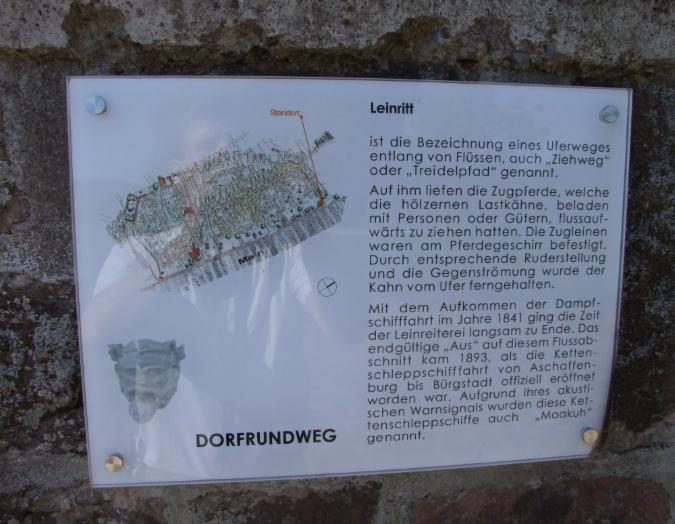 Standort
Main
DORFRUNDWEG
Leinritt
ist die Bezeichnung eines Uferweges
entlang von Flüssen, auch „Ziehweg“
oder „Treidelpfad“ genannt.
Auf ihm liefen die Zugpferde, welche
die hölzernen Lastkähne, beladen
mit Personen oder Gütern, flussauf-
wärts zu ziehen hatten. Die Zugleinen
waren am Pferdegeschirr befestigt.
Durch entsprechende Ruderstellung
und die Gegenströmung wurde der
Kahn vom Ufer ferngehalten.
Mit dem Aufkommen der Dampf-
schifffahrt im Jahre 1841 ging die Zeit
der Leinreiterei langsam zu Ende. Das
endgültige „Aus“ auf diesem Flussab-
schnitt kam 1893, als die Ketten-
schleppschifffahrt von Aschaffen-
burg bis Bürgstadt offiziell eröffnet
worden war. Aufgrund ihres akusti-
schen Warnsignals wurden diese Ket-
tenschleppschiffe auch „Moakuh“
genannt.